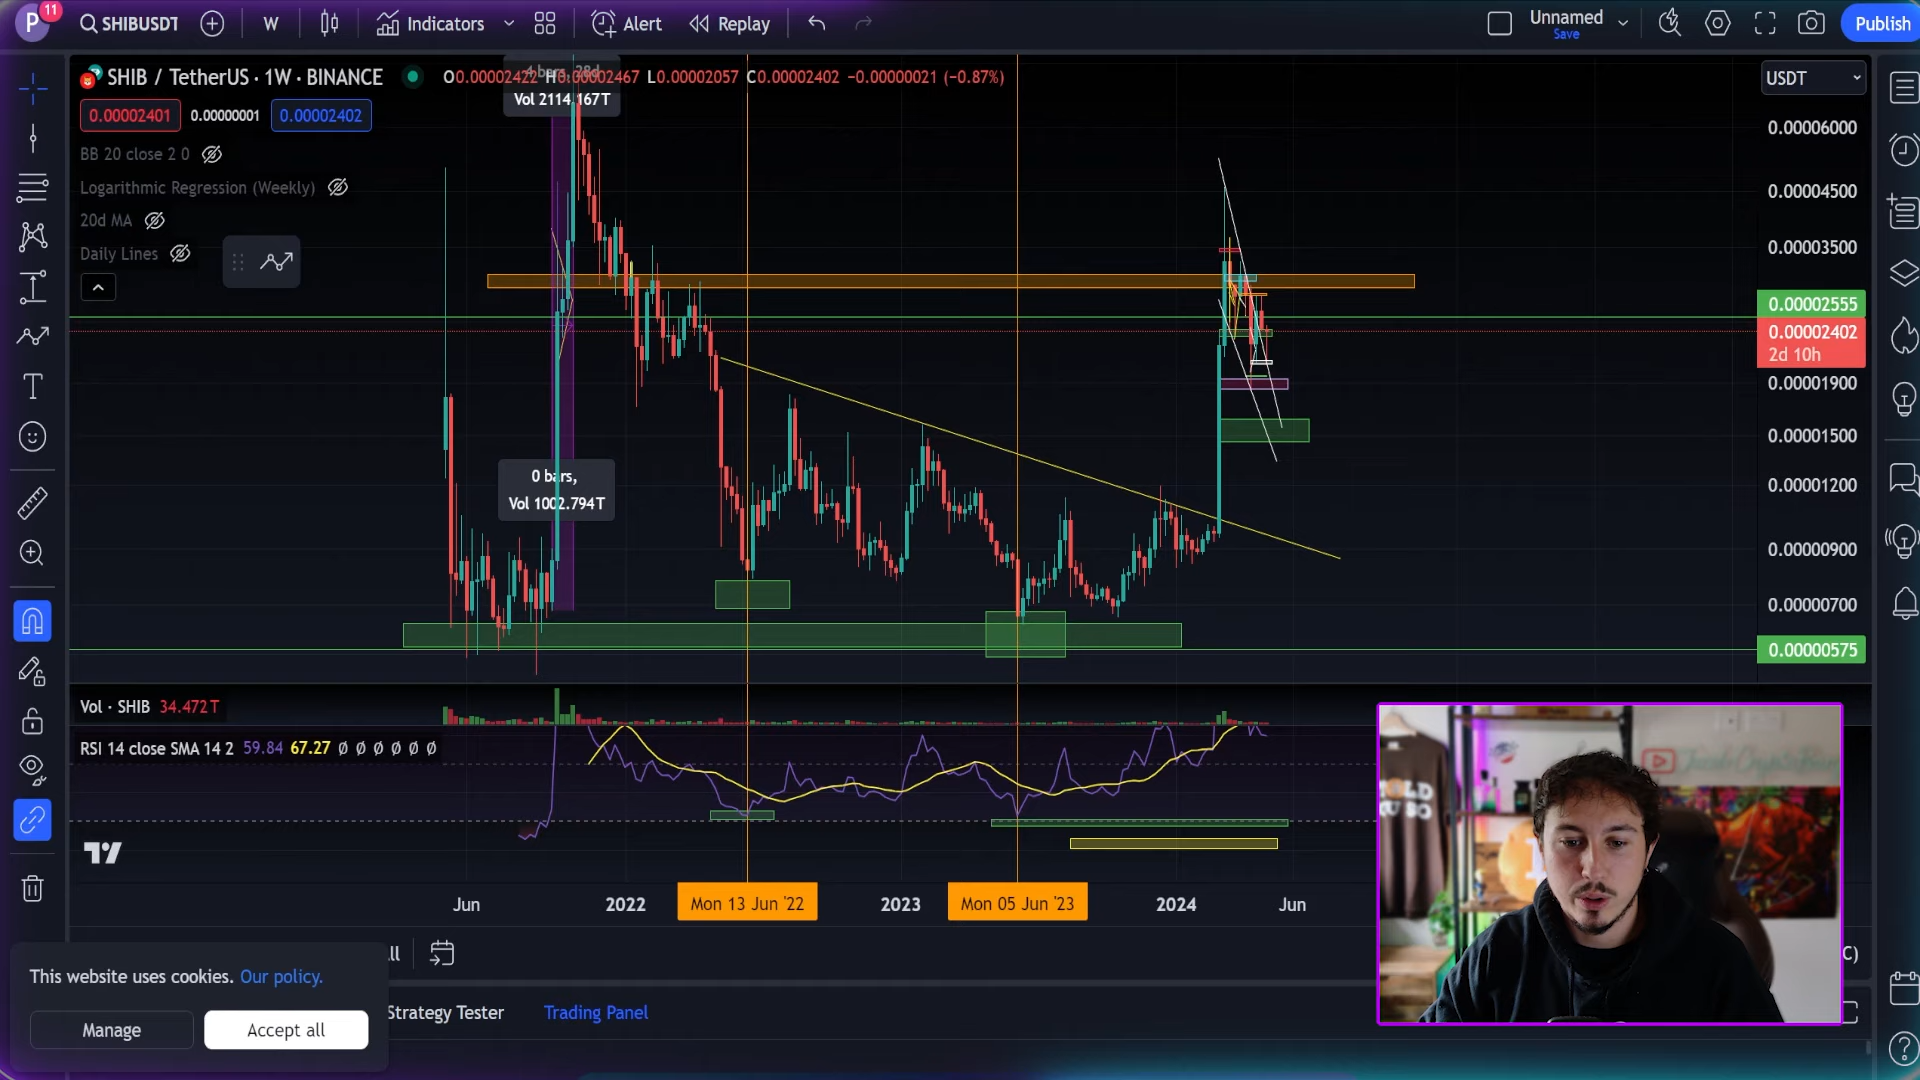 P 11 SHIBUSDT W Indicators Alert Replay Unnamed Save Publish
SHIB / TetherUS · 1W · BINANCE O0.00002422 H0.00002467 L0.00002057 C0.00002402 −0.00000021 (−0.87%) USDT
4 bars, 28d
Vol 2114.167T
0.00002401 0.00000001 0.00002402
BB 20 close 2 0
Logarithmic Regression (Weekly)
20d MA
Daily Lines
0.00006000
0.00004500
0.00003500
0.00002555
0.00002402
2d 10h
0.00001900
0.00001500
0.00001200
0.00000900
0.00000700
0.00000575
0 bars,
Vol 1002.794T
Vol · SHIB 34.472T
RSI 14 close SMA 14 2 59.84 67.27 Ø Ø Ø Ø Ø Ø
Jun 2022 Mon 13 Jun '22 2023 Mon 05 Jun '23 2024 Jun
This website uses cookies. Our policy.
Manage Accept all
Strategy Tester Trading Panel